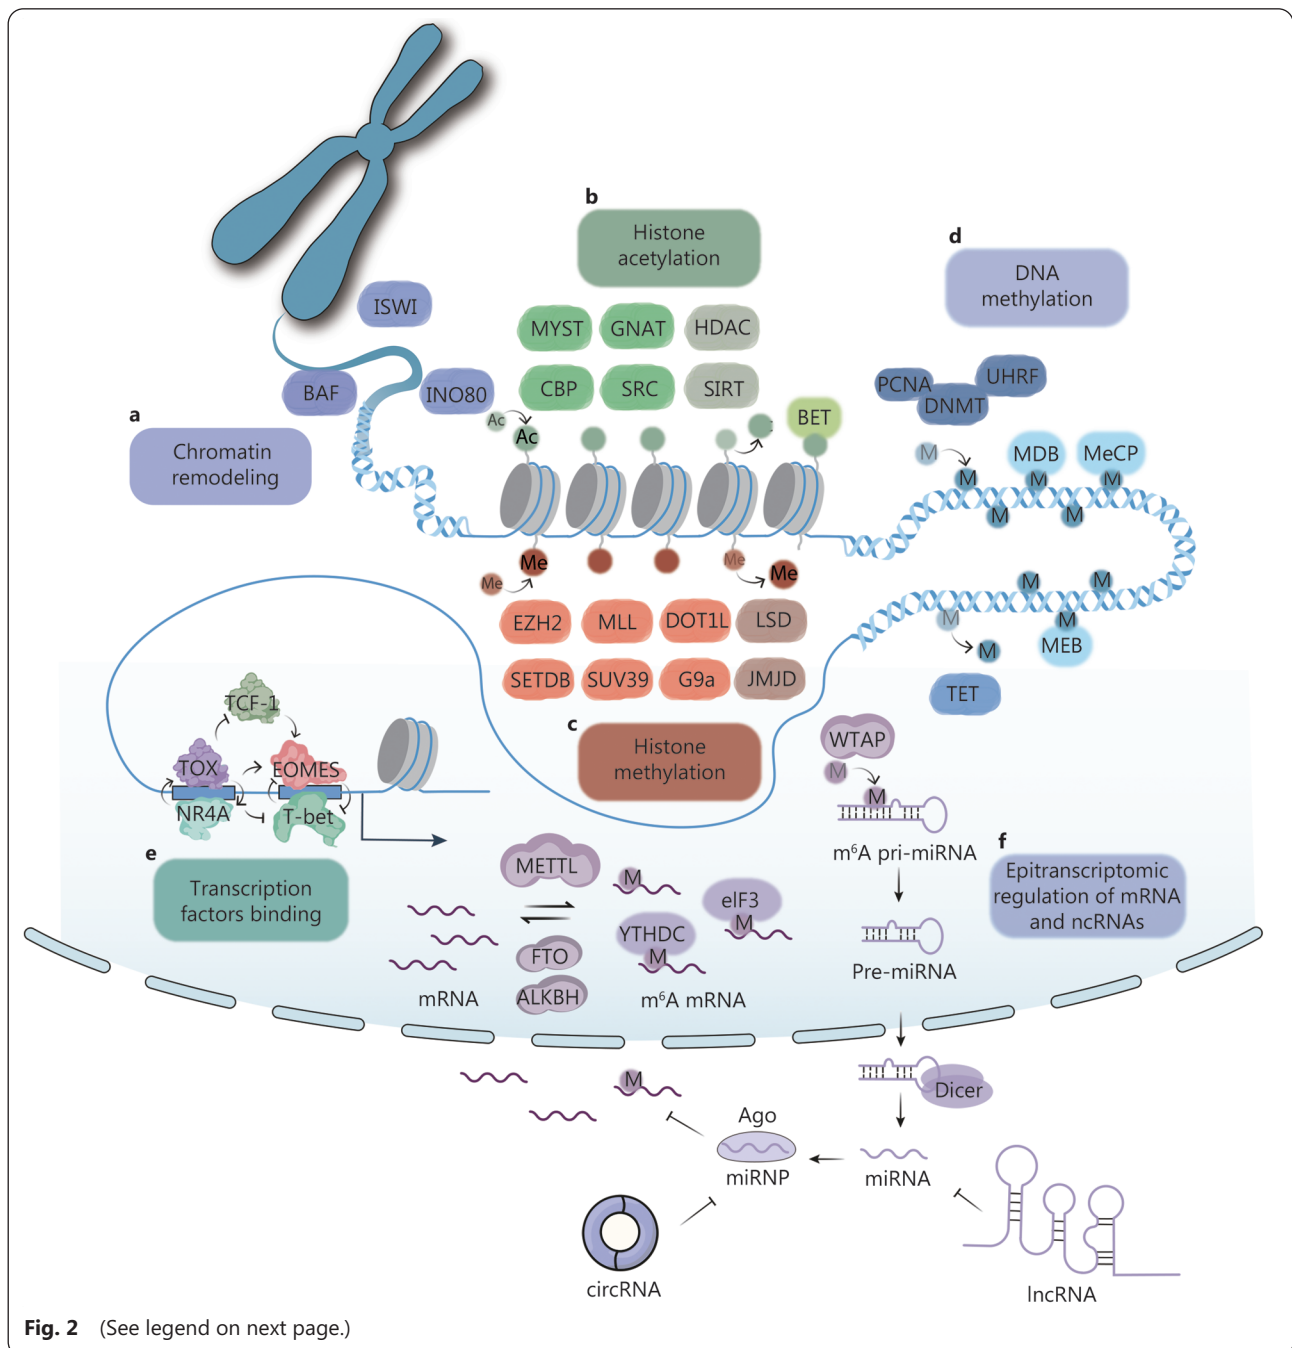 b
Histone
acetylation
d
DNA
methylation
ISWI
MYST
GNAT
HDAC
BAF
INO80
CBP
SRC
SIRT
PCNA
DNMT
UHRF
a
Chromatin
remodeling
Ac
Ac
BET
M
M
MDB
M
MeCP
M
M
M
Me
Me
Me
Me
M
M
M
M
M
MEB
EZH2
MLL
DOT1L
LSD
SETDB
SUV39
G9a
JMJD
TET
c
Histone
methylation
TCF-1
TOX
EOMES
NR4A
T-bet
e
Transcription
factors binding
WTAP
M
M
m⁶A pri-miRNA
f
Epitranscriptomic
regulation of mRNA
and ncRNAs
METTL
M
eIF3
M
YTHDC
M
FTO
ALKBH
mRNA
m⁶A mRNA
Pre-miRNA
M
Dicer
Ago
miRNP
miRNA
circRNA
lncRNA
Fig. 2 (See legend on next page.)